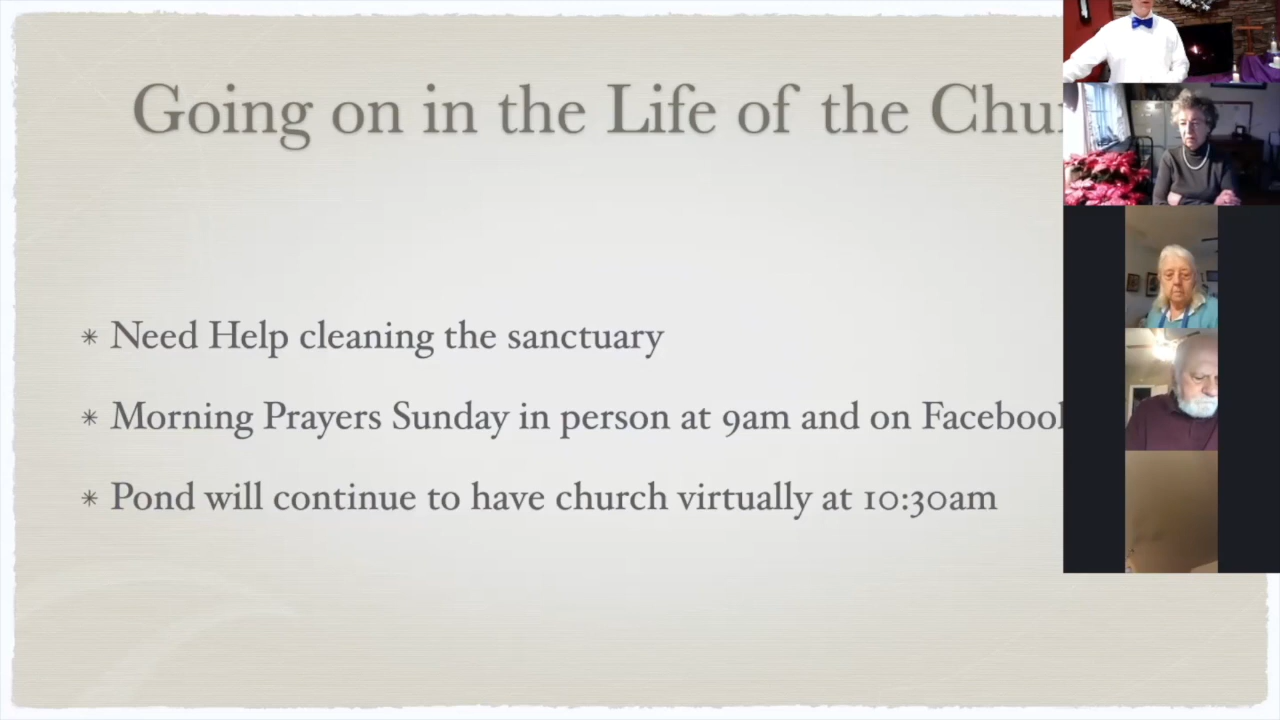 Going on in the Life of the Chu
* Need Help cleaning the sanctuary
* Morning Prayers Sunday in person at 9am and on Facebook
* Pond will continue to have church virtually at 10:30am